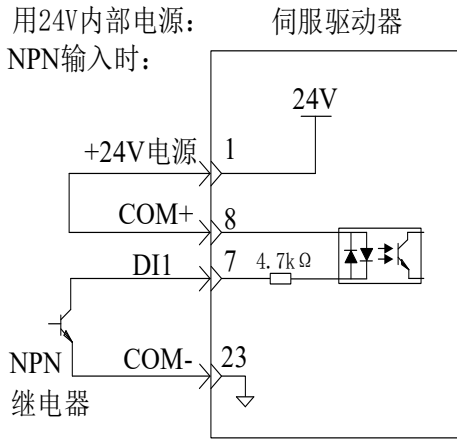 用24V内部电源：
伺服驱动器
NPN输入时：
24V
+24V电源
1
COM+
8
DI1
7
4.7kΩ
NPN
继电器
COM-
23